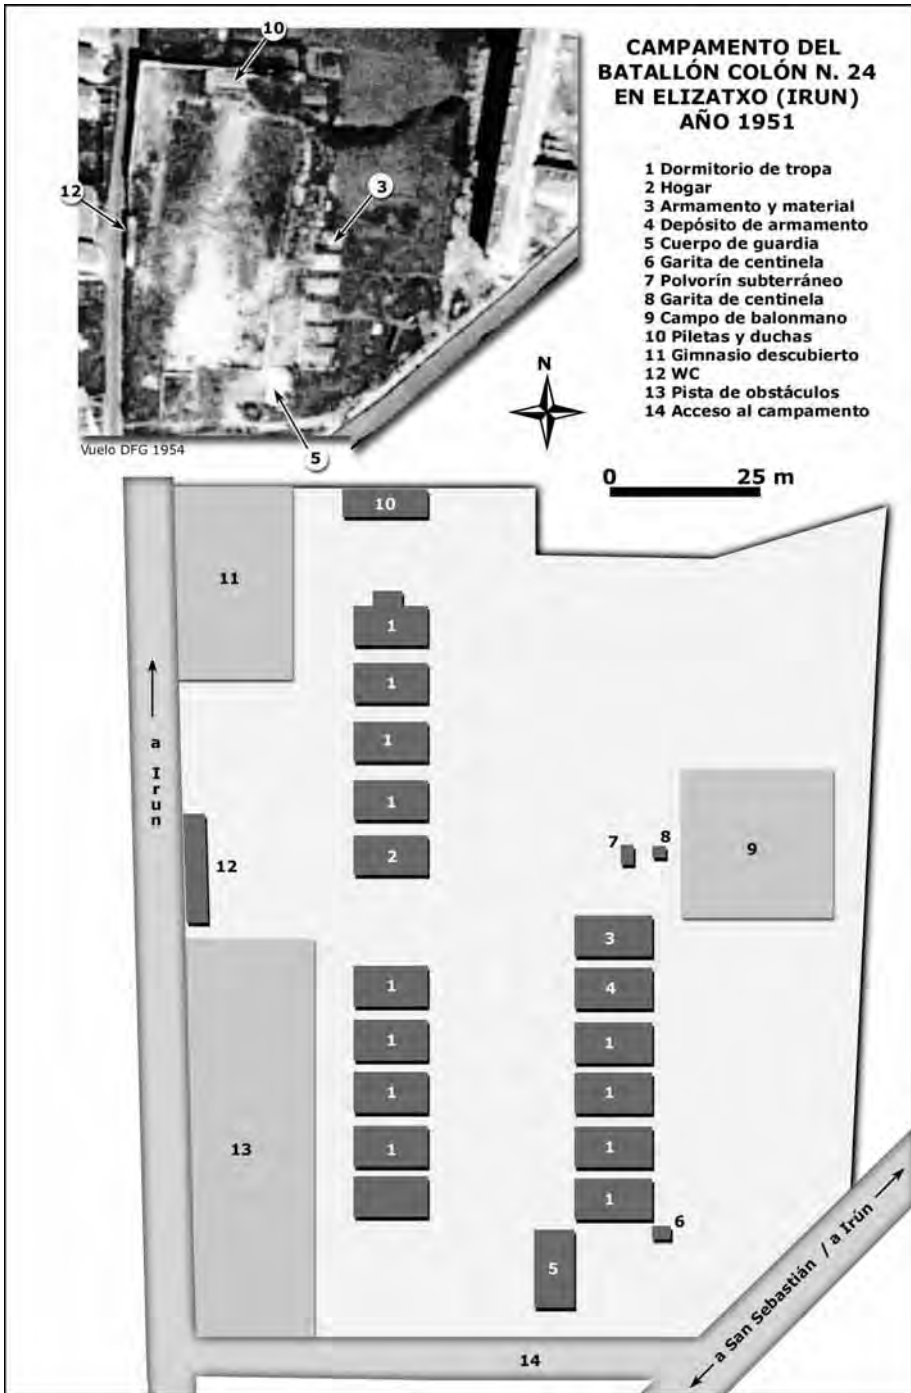 10
12
3
5
Vuelo DFG 1954
CAMPAMENTO DEL
BATALLÓN COLÓN N. 24
EN ELIZATXO (IRUN)
AÑO 1951
1 Dormitorio de tropa
2 Hogar
3 Armamento y material
4 Depósito de armamento
5 Cuerpo de guardia
6 Garita de centinela
7 Polvorín subterráneo
8 Garita de centinela
9 Campo de balonmano
10 Piletas y duchas
11 Gimnasio descubierto
12 WC
13 Pista de obstáculos
14 Acceso al campamento
N
0 25 m
10
11
1
1
1
1
2
a Irun
12
7
8
9
3
4
1
1
1
1
1
1
1
1
13
6
5
14
a San Sebastián / a Irún